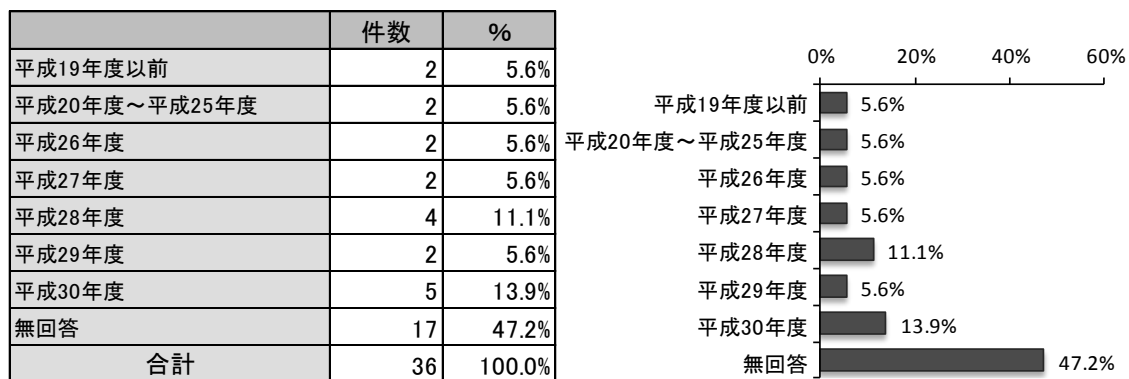 件数 %
平成19年度以前 2 5.6%
平成20年度～平成25年度 2 5.6%
平成26年度 2 5.6%
平成27年度 2 5.6%
平成28年度 4 11.1%
平成29年度 2 5.6%
平成30年度 5 13.9%
無回答 17 47.2%
合計 36 100.0%
0% 20% 40% 60%
平成19年度以前 5.6%
平成20年度～平成25年度 5.6%
平成26年度 5.6%
平成27年度 5.6%
平成28年度 11.1%
平成29年度 5.6%
平成30年度 13.9%
無回答 47.2%